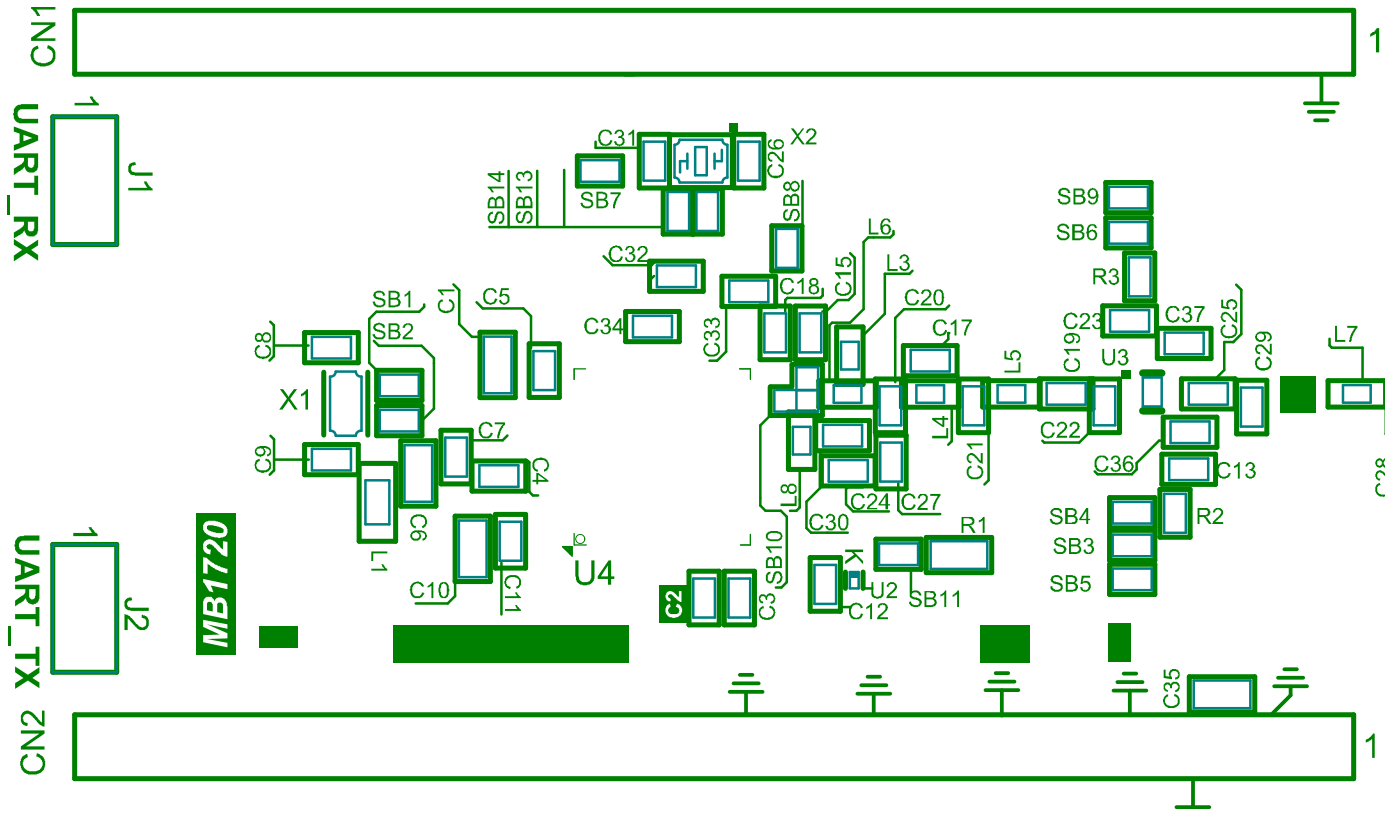 CN1
1
1
UART_RX
J1
C31
X2
C26
SB14
SB13
SB7
SB8
SB9
SB6
L6
C32
L3
R3
C15
C18
C1
C5
SB1
SB2
C8
C34
C33
C20
C17
C23
C37
C25
C19
U3
L5
C29
L7
X1
C7
C9
C4
L4
C22
C21
C36
C13
C28
L8
C24
C27
C30
SB4
R2
C6
L1
R1
SB3
SB10
K
U4
U2
SB5
C10
C11
C2
C3
C12
SB11
1
UART_TX
J2
MB1720
C35
CN2
1